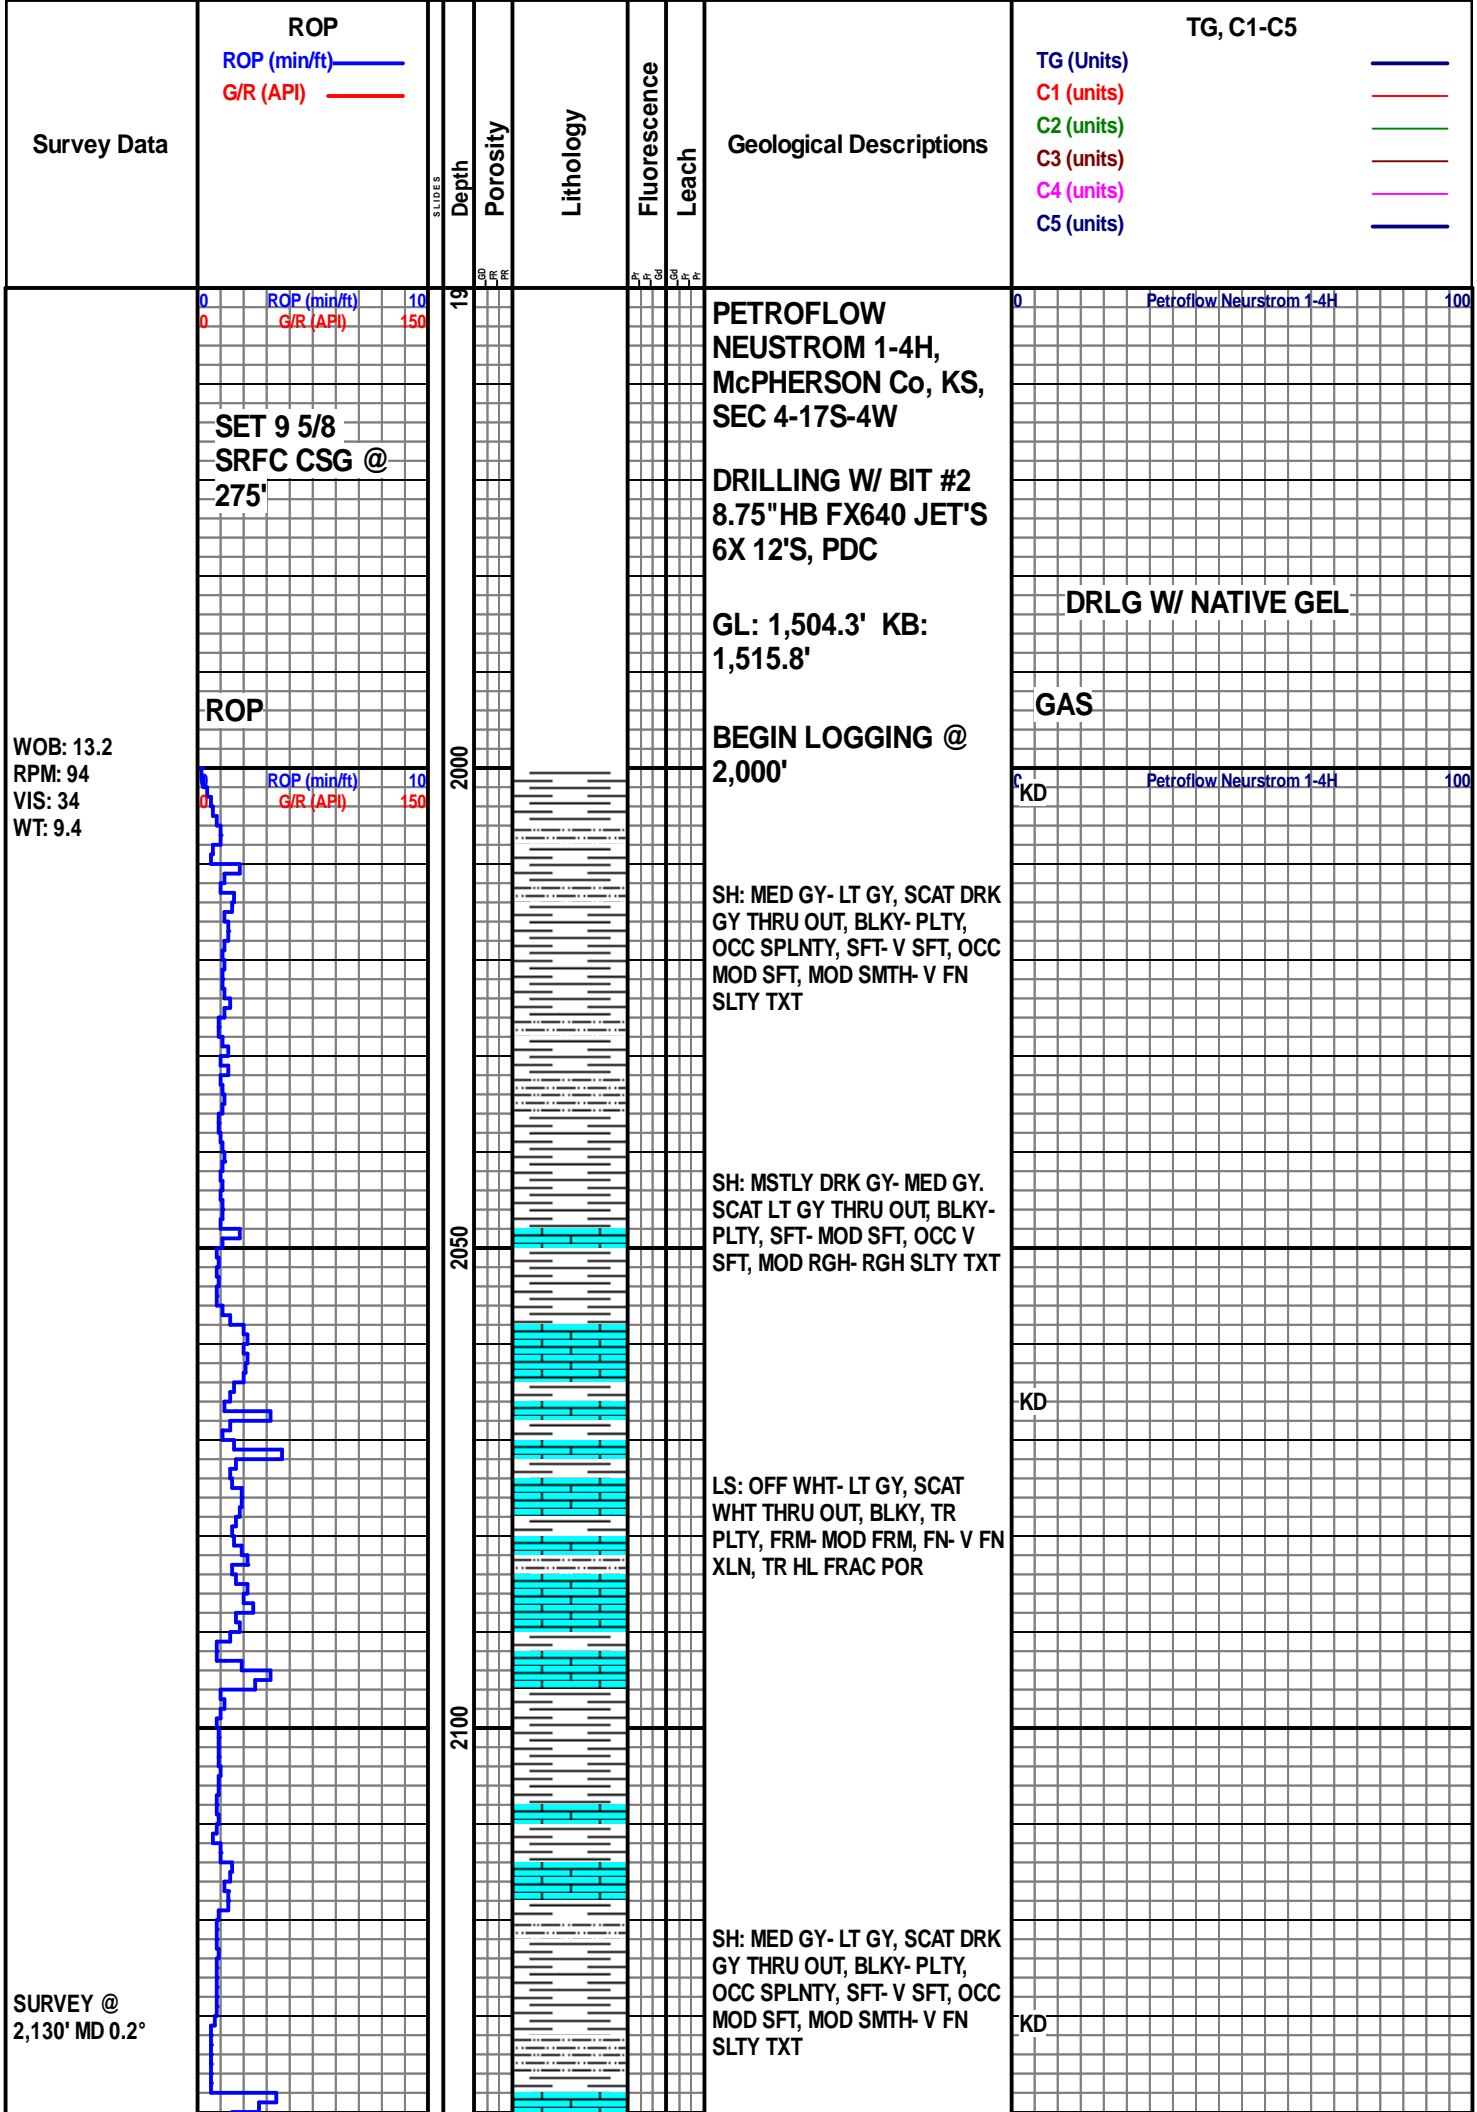 Survey Data
ROP
ROP (min/ft)
G/R (API)
SLIDES
Depth
Porosity
GD
FR
PR
Lithology
Fluorescence
Pr
Fr
Gd
Leach
Gd
Fr
Pr
Geological Descriptions
TG, C1-C5
TG (Units)
C1 (units)
C2 (units)
C3 (units)
C4 (units)
C5 (units)
0 ROP (min/ft) 10
0 G/R (API) 150
19
0 Petroflow Neurstrom 1-4H 100
PETROFLOW
NEUSTROM 1-4H,
McPHERSON Co, KS,
SEC 4-17S-4W
SET 9 5/8
SRFC CSG @
275'
DRILLING W/ BIT #2
8.75"HB FX640 JET'S
6X 12'S, PDC
DRLG W/ NATIVE GEL
GL: 1,504.3' KB:
1,515.8'
ROP
GAS
BEGIN LOGGING @
2,000'
WOB: 13.2
RPM: 94
VIS: 34
WT: 9.4
ROP (min/ft) 10
0 G/R (API) 150
2000
Petroflow Neurstrom 1-4H 100
KD
SH: MED GY- LT GY, SCAT DRK
GY THRU OUT, BLKY- PLTY,
OCC SPLNTY, SFT- V SFT, OCC
MOD SFT, MOD SMTH- V FN
SLTY TXT
SH: MSTLY DRK GY- MED GY.
SCAT LT GY THRU OUT, BLKY-
PLTY, SFT- MOD SFT, OCC V
SFT, MOD RGH- RGH SLTY TXT
2050
KD
LS: OFF WHT- LT GY, SCAT
WHT THRU OUT, BLKY, TR
PLTY, FRM- MOD FRM, FN- V FN
XLN, TR HL FRAC POR
2100
SH: MED GY- LT GY, SCAT DRK
GY THRU OUT, BLKY- PLTY,
OCC SPLNTY, SFT- V SFT, OCC
MOD SFT, MOD SMTH- V FN
SLTY TXT
SURVEY @
2,130' MD 0.2°
KD